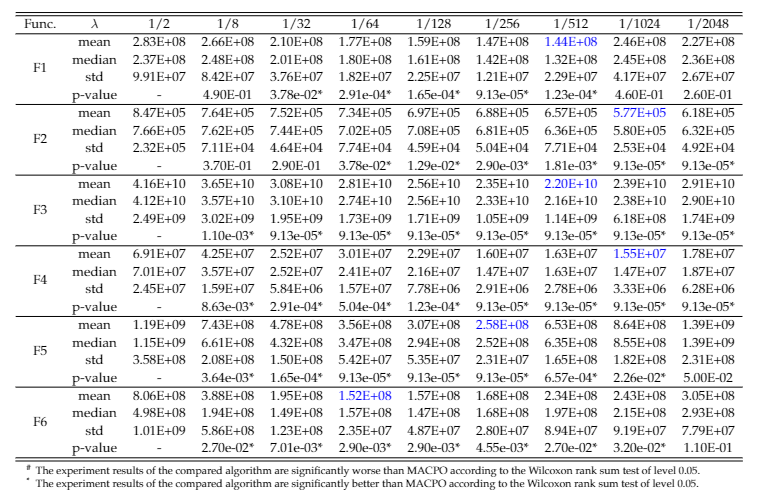 Func. λ 1/2 1/8 1/32 1/64 1/128 1/256 1/512 1/1024 1/2048
mean 2.83E+08 2.66E+08 2.10E+08 1.77E+08 1.59E+08 1.47E+08 1.44E+08 2.46E+08 2.27E+08
median 2.37E+08 2.48E+08 2.01E+08 1.80E+08 1.61E+08 1.42E+08 1.32E+08 2.45E+08 2.36E+08
F1
std 9.91E+07 8.42E+07 3.76E+07 1.82E+07 2.25E+07 1.21E+07 2.29E+07 4.17E+07 2.67E+07
p-value - 4.90E-01 3.78e-02* 2.91e-04* 1.65e-04* 9.13e-05* 1.23e-04* 4.60E-01 2.60E-01
mean 8.47E+05 7.64E+05 7.52E+05 7.34E+05 6.97E+05 6.88E+05 6.57E+05 5.77E+05 6.18E+05
median 7.66E+05 7.62E+05 7.44E+05 7.02E+05 7.08E+05 6.81E+05 6.36E+05 5.80E+05 6.32E+05
F2
std 2.32E+05 7.11E+04 4.64E+04 7.74E+04 4.59E+04 5.04E+04 7.71E+04 2.53E+04 4.92E+04
p-value - 3.70E-01 2.90E-01 3.78e-02* 1.29e-02* 2.90e-03* 1.81e-03* 9.13e-05* 9.13e-05*
mean 4.16E+10 3.65E+10 3.08E+10 2.81E+10 2.56E+10 2.35E+10 2.20E+10 2.39E+10 2.91E+10
median 4.12E+10 3.57E+10 3.10E+10 2.74E+10 2.56E+10 2.33E+10 2.16E+10 2.38E+10 2.90E+10
F3
std 2.49E+09 3.02E+09 1.95E+09 1.73E+09 1.71E+09 1.05E+09 1.14E+09 6.18E+08 1.74E+09
p-value - 1.10e-03* 9.13e-05* 9.13e-05* 9.13e-05* 9.13e-05* 9.13e-05* 9.13e-05* 9.13e-05*
mean 6.91E+07 4.25E+07 2.52E+07 3.01E+07 2.29E+07 1.60E+07 1.63E+07 1.55E+07 1.78E+07
median 7.01E+07 3.57E+07 2.52E+07 2.41E+07 2.16E+07 1.47E+07 1.63E+07 1.47E+07 1.87E+07
F4
std 2.45E+07 1.59E+07 5.84E+06 1.57E+07 7.78E+06 2.91E+06 2.78E+06 3.33E+06 6.28E+06
p-value - 8.63e-03* 2.91e-04* 5.04e-04* 1.23e-04* 9.13e-05* 9.13e-05* 9.13e-05* 9.13e-05*
mean 1.19E+09 7.43E+08 4.78E+08 3.56E+08 3.07E+08 2.58E+08 6.53E+08 8.64E+08 1.39E+09
median 1.15E+09 6.61E+08 4.32E+08 3.47E+08 2.94E+08 2.52E+08 6.35E+08 8.55E+08 1.39E+09
F5
std 3.58E+08 2.08E+08 1.50E+08 5.42E+07 5.35E+07 2.31E+07 1.65E+08 1.82E+08 2.31E+08
p-value - 3.64e-03* 1.65e-04* 9.13e-05* 9.13e-05* 9.13e-05* 6.57e-04* 2.26e-02* 5.00E-02
mean 8.06E+08 3.88E+08 1.95E+08 1.52E+08 1.57E+08 1.68E+08 2.34E+08 2.43E+08 3.05E+08
median 4.98E+08 1.94E+08 1.49E+08 1.57E+08 1.47E+08 1.68E+08 1.97E+08 2.15E+08 2.93E+08
F6
std 1.01E+09 5.86E+08 1.23E+08 2.35E+07 4.87E+07 2.80E+07 8.94E+07 9.19E+07 7.79E+07
p-value - 2.70e-02* 7.01e-03* 2.90e-03* 2.90e-03* 4.55e-03* 2.70e-02* 3.20e-02* 1.10E-01
# The experiment results of the compared algorithm are significantly worse than MACPO according to the Wilcoxon rank sum test of level 0.05.
* The experiment results of the compared algorithm are significantly better than MACPO according to the Wilcoxon rank sum test of level 0.05.